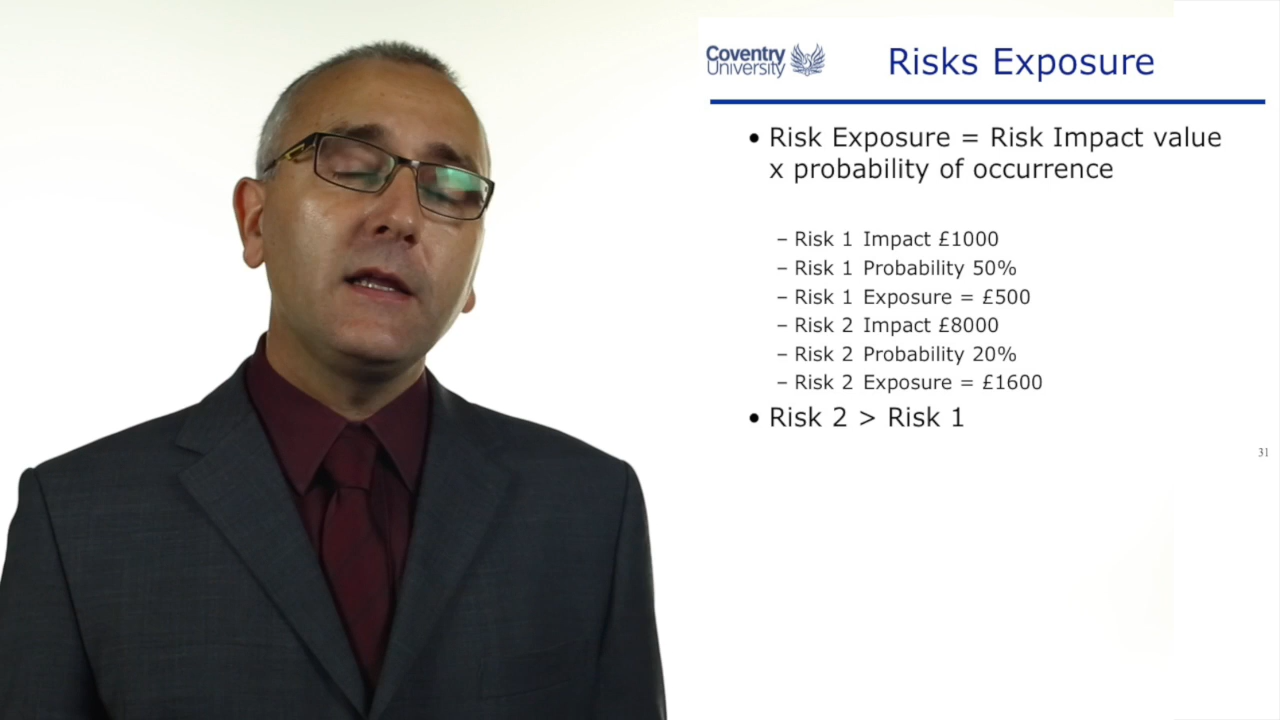 Coventry
University
Risks Exposure
• Risk Exposure = Risk Impact value
x probability of occurrence
– Risk 1 Impact £1000
– Risk 1 Probability 50%
– Risk 1 Exposure = £500
– Risk 2 Impact £8000
– Risk 2 Probability 20%
– Risk 2 Exposure = £1600
• Risk 2 > Risk 1
31